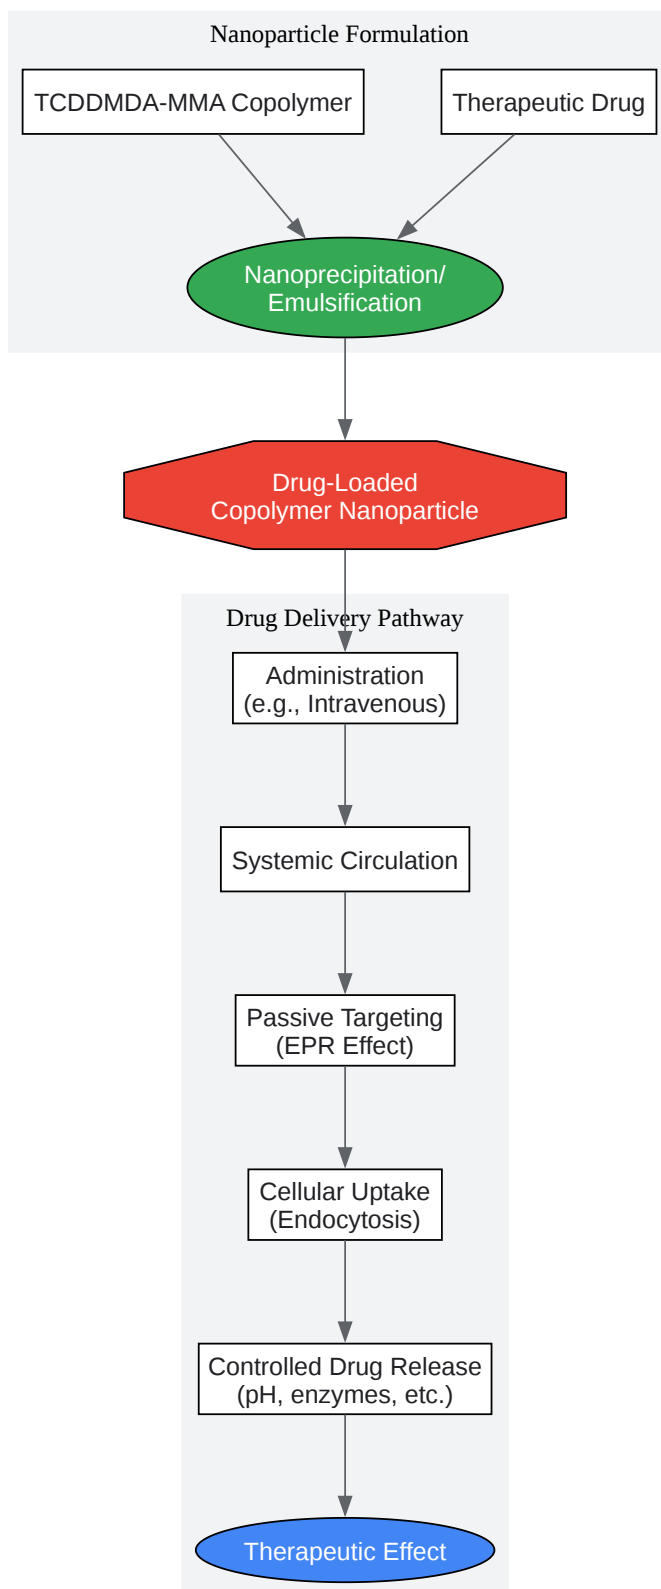 Nanoparticle Formulation
TCDDMDA-MMA Copolymer
Therapeutic Drug
Nanoprecipitation/
Emulsification
Drug-Loaded
Copolymer Nanoparticle
Drug Delivery Pathway
Administration
(e.g., Intravenous)
Systemic Circulation
Passive Targeting
(EPR Effect)
Cellular Uptake
(Endocytosis)
Controlled Drug Release
(pH, enzymes, etc.)
Therapeutic Effect